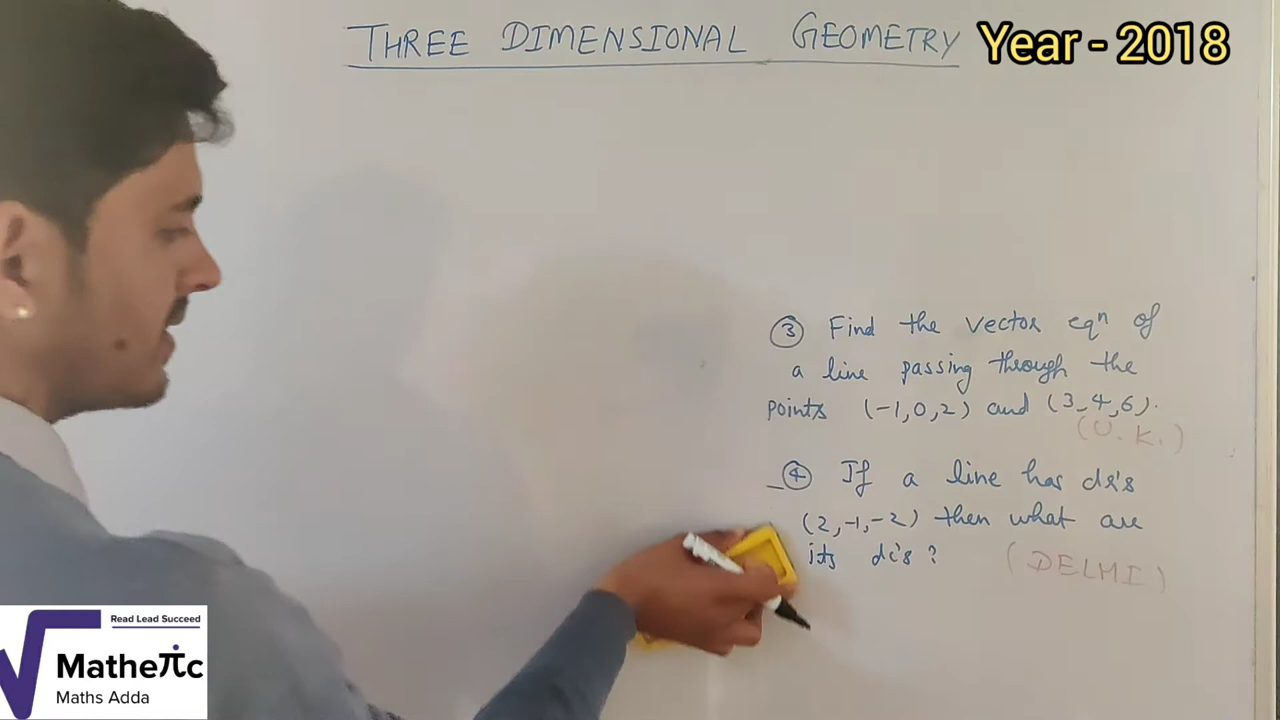 THREE DIMENSIONAL GEOMETRY Year - 2018
③ Find the vector eqⁿ of
a line passing through the
points (-1,0,2) and (3,4,6).
(U.K.)
④ If a line has dr's
(2,-1,-2) then what are
its dc's? (DELHI)
Read Lead Succeed
Matheπc
Maths Adda